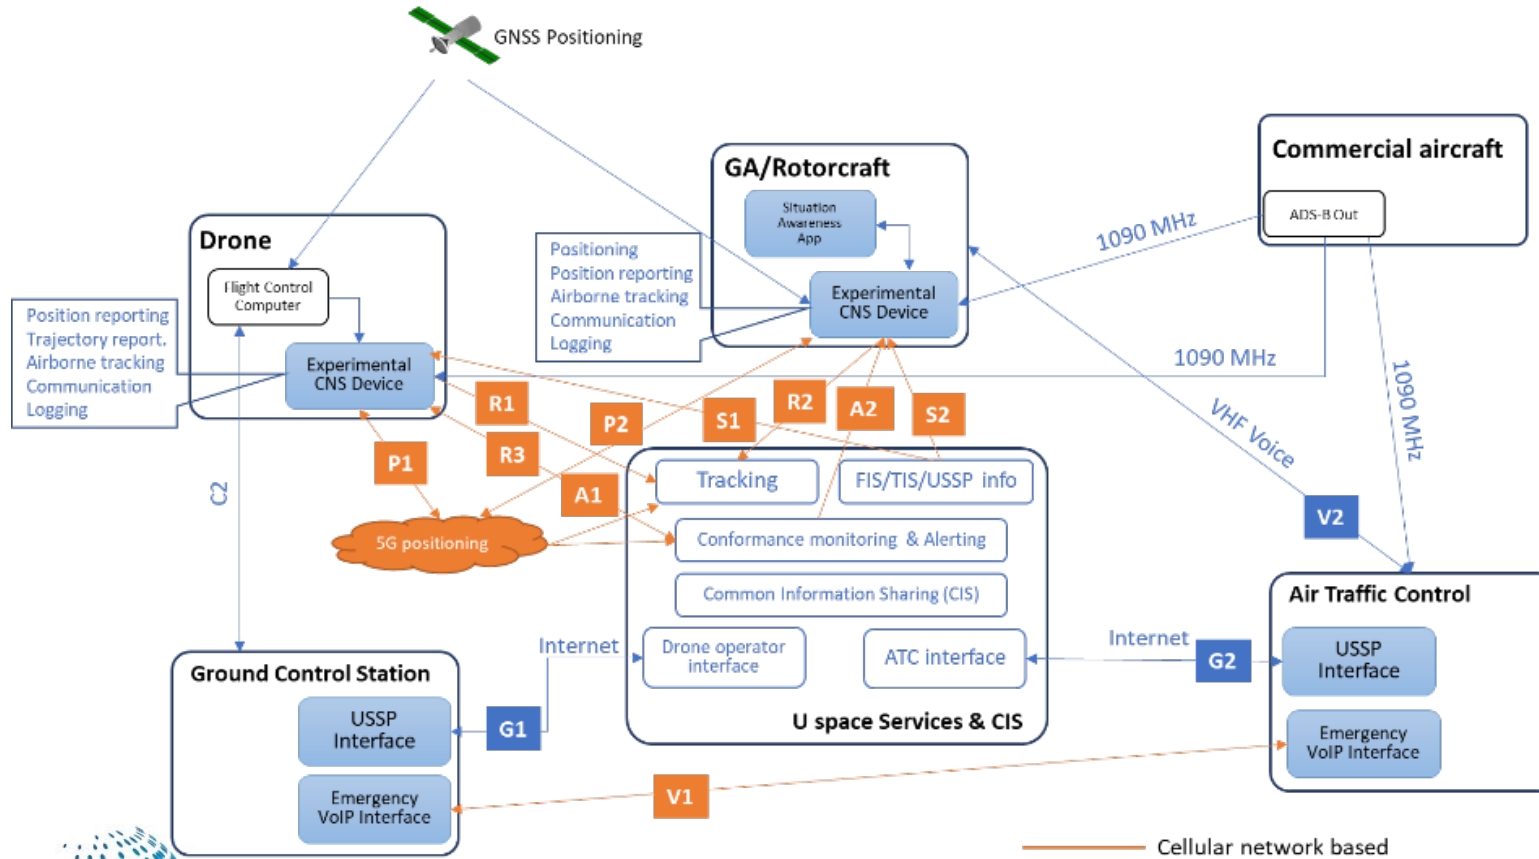 GNSS Positioning
Commercial aircraft
ADS-B Out
GA/Rotorcraft
Situation
Awareness
App
Experimental
CNS Device
Positioning
Position reporting
Airborne tracking
Communication
Logging
1090 MHz
1090 MHz
1090 MHz
Drone
Flight Control
Computer
Experimental
CNS Device
Position reporting
Trajectory report.
Airborne tracking
Communication
Logging
R1
R3
P1
A1
P2
S1
R2
A2
S2
VHF Voice
V2
C2
5G positioning
Tracking
FIS/TIS/USSP info
Conformance monitoring & Alerting
Common Information Sharing (CIS)
Drone operator
interface
ATC interface
U space Services & CIS
Internet
G1
Internet
G2
Air Traffic Control
USSP
Interface
Emergency
VoIP Interface
Ground Control Station
USSP
Interface
Emergency
VoIP Interface
V1
Cellular network based